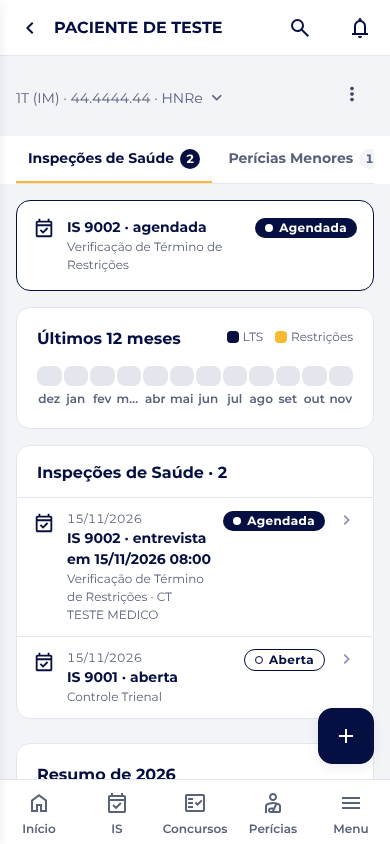 PACIENTE DE TESTE
1T (IM) · 44.4444.44 · HNRe
Inspeções de Saúde 2 Perícias Menores 1
IS 9002 · agendada Agendada
Verificação de Término de
Restrições
Últimos 12 meses LTS Restrições
dez jan fev m... abr mai jun jul ago set out nov
Inspeções de Saúde · 2
15/11/2026 Agendada
IS 9002 · entrevista
em 15/11/2026 08:00
Verificação de Término
de Restrições · CT
TESTE MEDICO
15/11/2026 Aberta
IS 9001 · aberta
Controle Trienal
Resumo de 2026
Início IS Concursos Perícias Menu